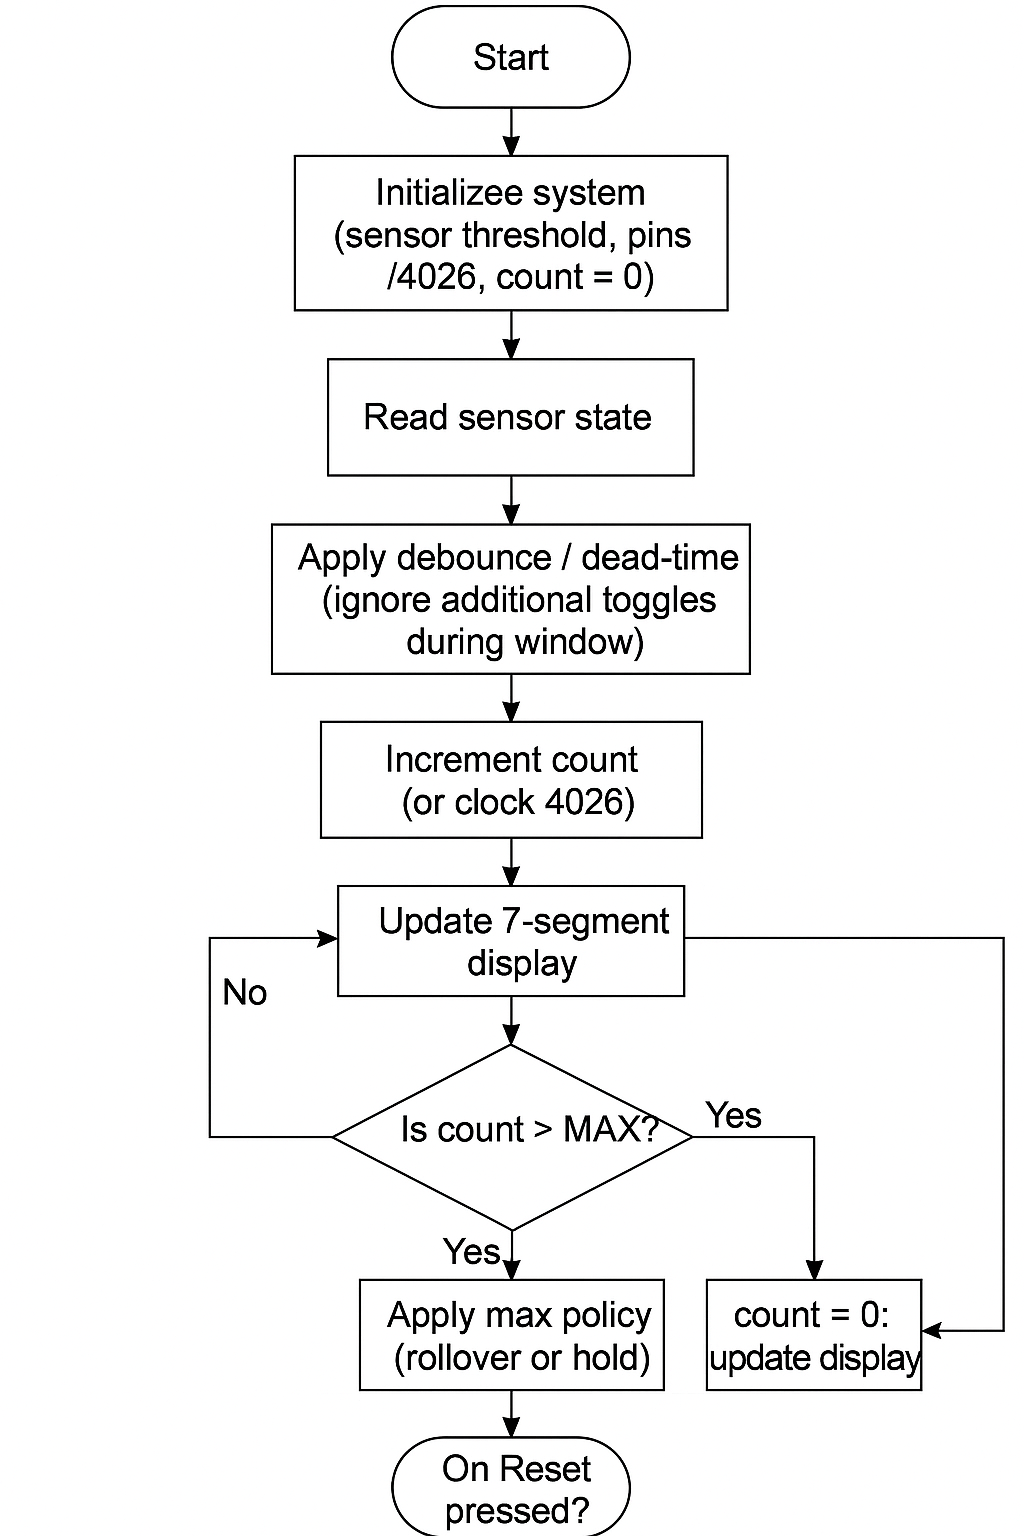 Start
Initializee system
(sensor threshold, pins
/4026, count = 0)
Read sensor state
Apply debounce / dead-time
(ignore additional toggles
during window)
Increment count
(or clock 4026)
Update 7-segment
display
No
Is count > MAX?
Yes
Yes
Apply max policy
(rollover or hold)
count = 0:
update display
On Reset
pressed?